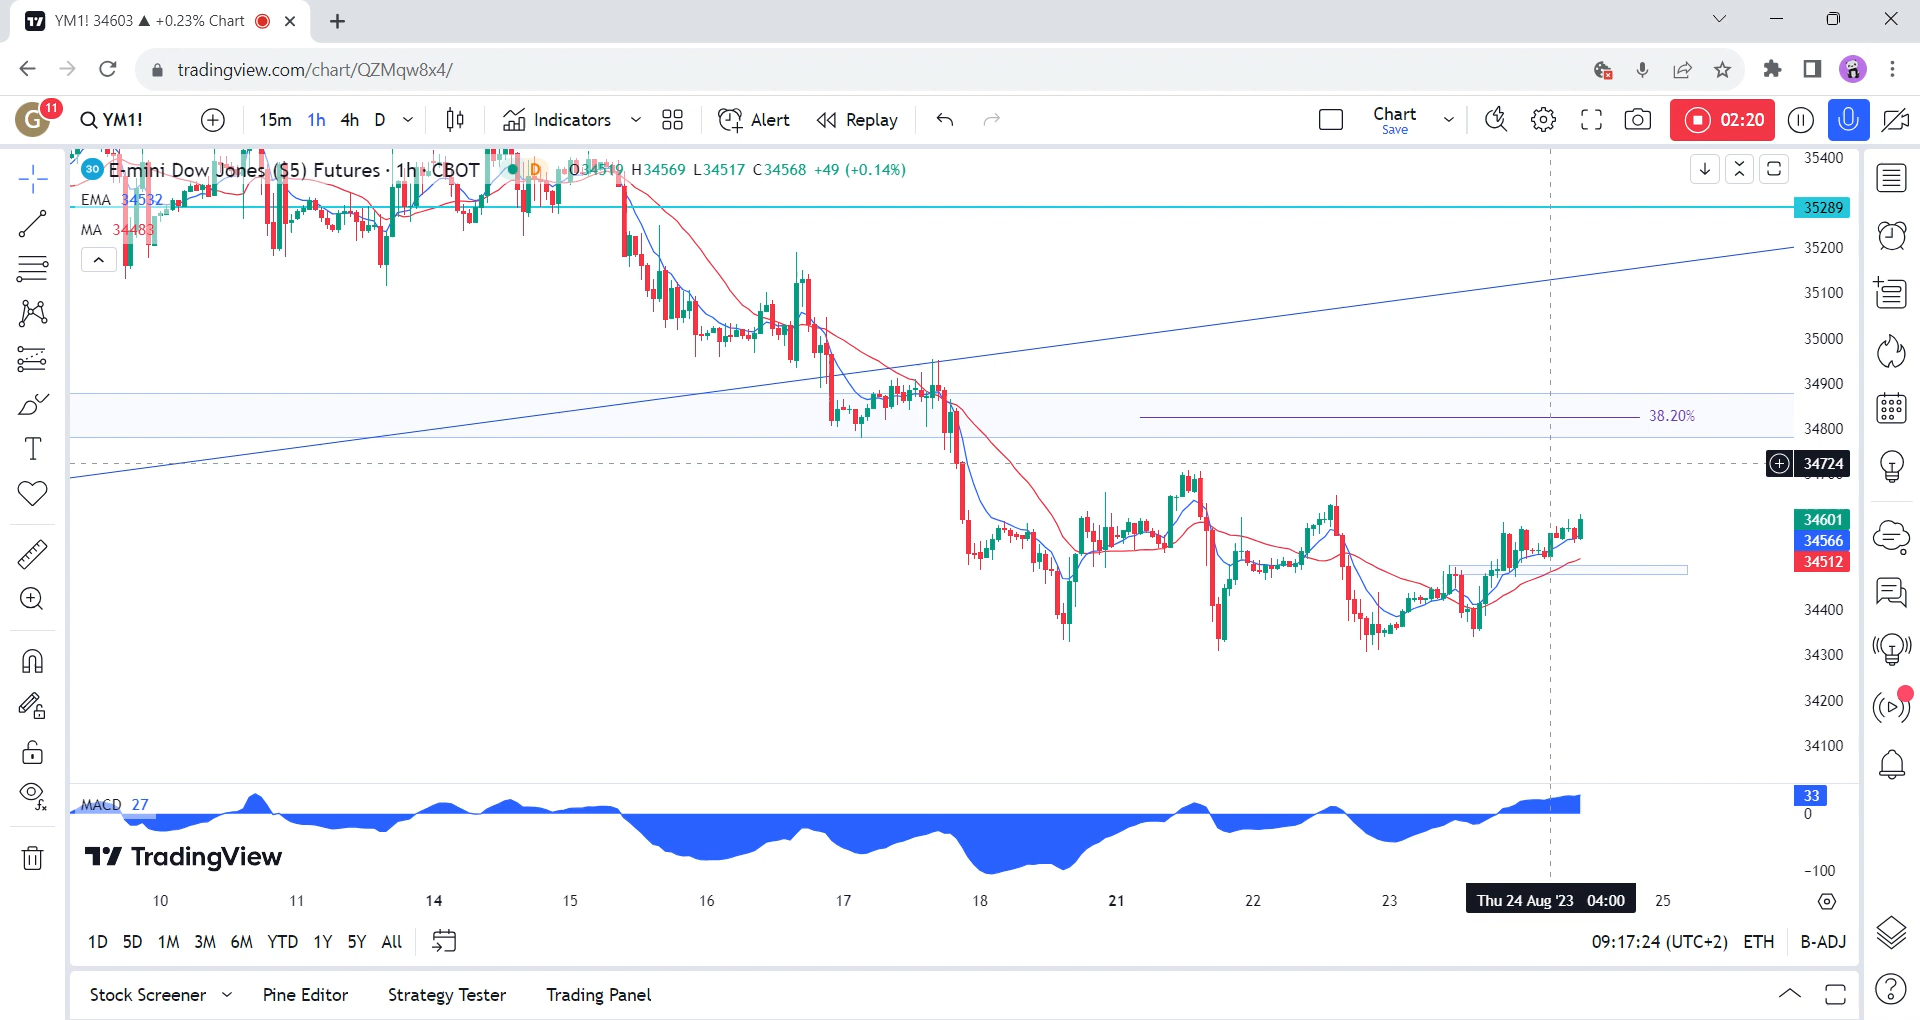 YM1! 34603 ▲ +0.23% Chart
tradingview.com/chart/QZMqw8x4/
G 11 YM1! 15m 1h 4h D Indicators Alert Replay Chart 02:20
Save
30 E-mini Dow Jones ($5) Futures · 1h · CBOT D O34519 H34569 L34517 C34568 +49 (+0.14%)
EMA 34532
MA 34483
35400
35289
35200
35100
35000
34900
38.20%
34800
34724
34601
34566
34512
34400
34300
34200
34100
MACD 27
33
0
TradingView
−100
10 11 14 15 16 17 18 21 22 23 Thu 24 Aug '23 04:00 25
1D 5D 1M 3M 6M YTD 1Y 5Y All 09:17:24 (UTC+2) ETH B-ADJ
Stock Screener Pine Editor Strategy Tester Trading Panel